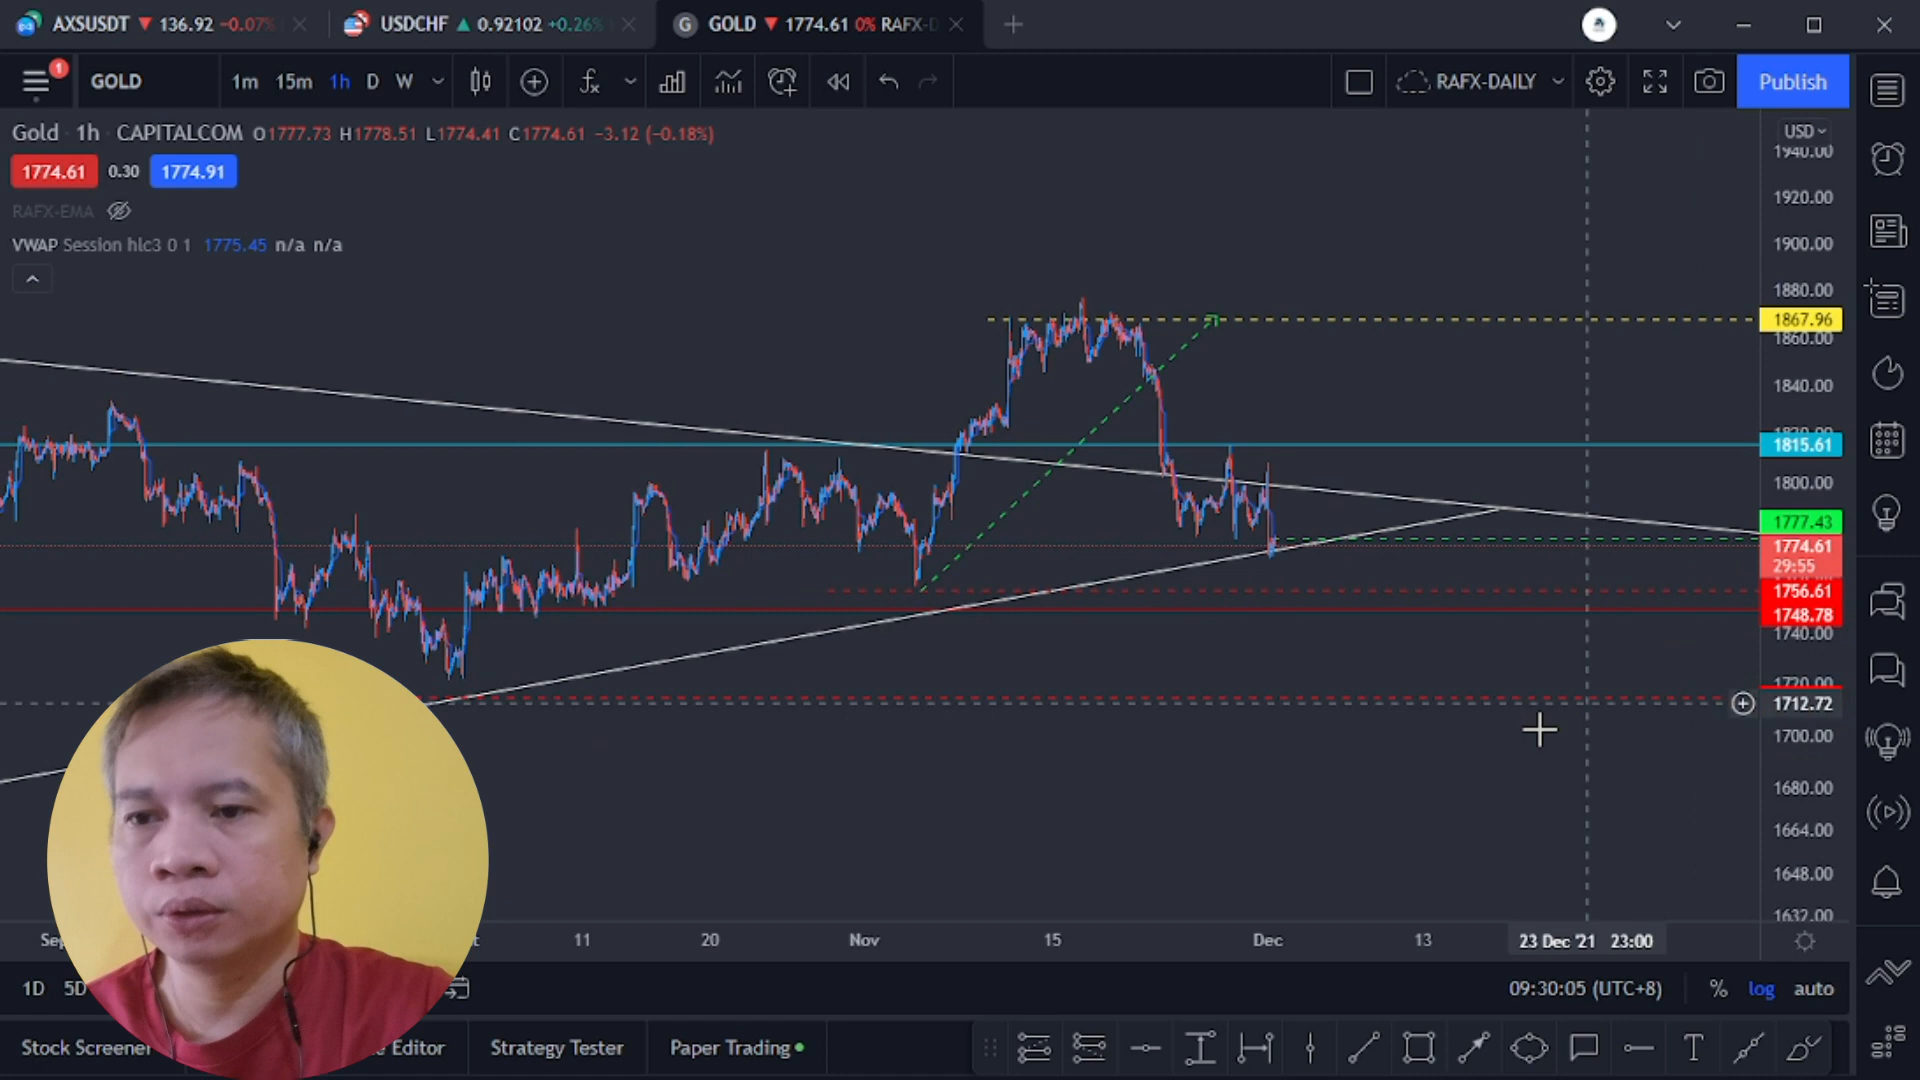 AXSUSDT 136.92 -0.07%
USDCHF 0.92102 +0.26%
G GOLD 1774.61 0% RAFX-D
1 GOLD 1m 15m 1h D W
RAFX-DAILY Publish
Gold 1h CAPITALCOM O1777.73 H1778.51 L1774.41 C1774.61 −3.12 (−0.18%)
1774.61 0.30 1774.91
RAFX-EMA
VWAP Session hlc3 0 1 1775.45 n/a n/a
USD
1940.00
1920.00
1900.00
1880.00
1867.96
1860.00
1840.00
1820.00
1815.61
1800.00
1777.43
1774.61
29:55
1756.61
1748.78
1740.00
1720.00
1712.72
1700.00
1680.00
1664.00
1648.00
1632.00
11 20 Nov 15 Dec 13 23 Dec '21 23:00
1D 5D
09:30:05 (UTC+8) % log auto
Stock Screener Editor Strategy Tester Paper Trading
T